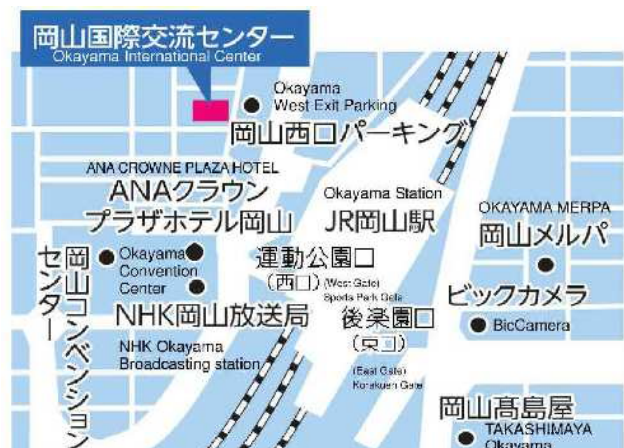 岡山国際交流センター
Okayama International Center
Okayama
West Exit Parking
岡山西口パーキング
ANA CROWNE PLAZA HOTEL
ANAクラウン
プラザホテル岡山
Okayama Station
JR岡山駅
OKAYAMA MERPA
岡山メルパ
岡山コンベンション
センター
Okayama
Convention
Center
運動公園口
(西口)
(West Gate)
Sports Park Gate
ビックカメラ
BicCamera
NHK岡山放送局
NHK Okayama
Broadcasting station
後楽園口
(East Gate)
Korakuen Gate
岡山髙島屋
TAKASHIMAYA
Okayama